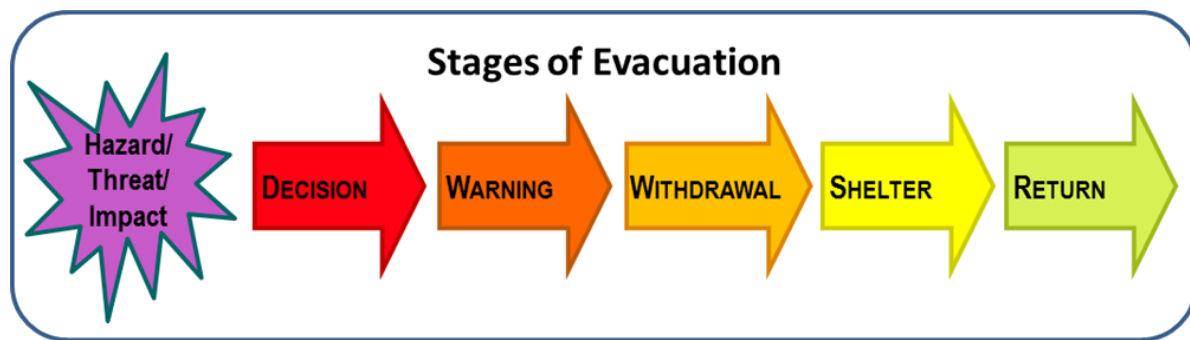 Stages of Evacuation
Hazard/
Threat/
Impact
DECISION
WARNING
WITHDRAWAL
SHELTER
RETURN